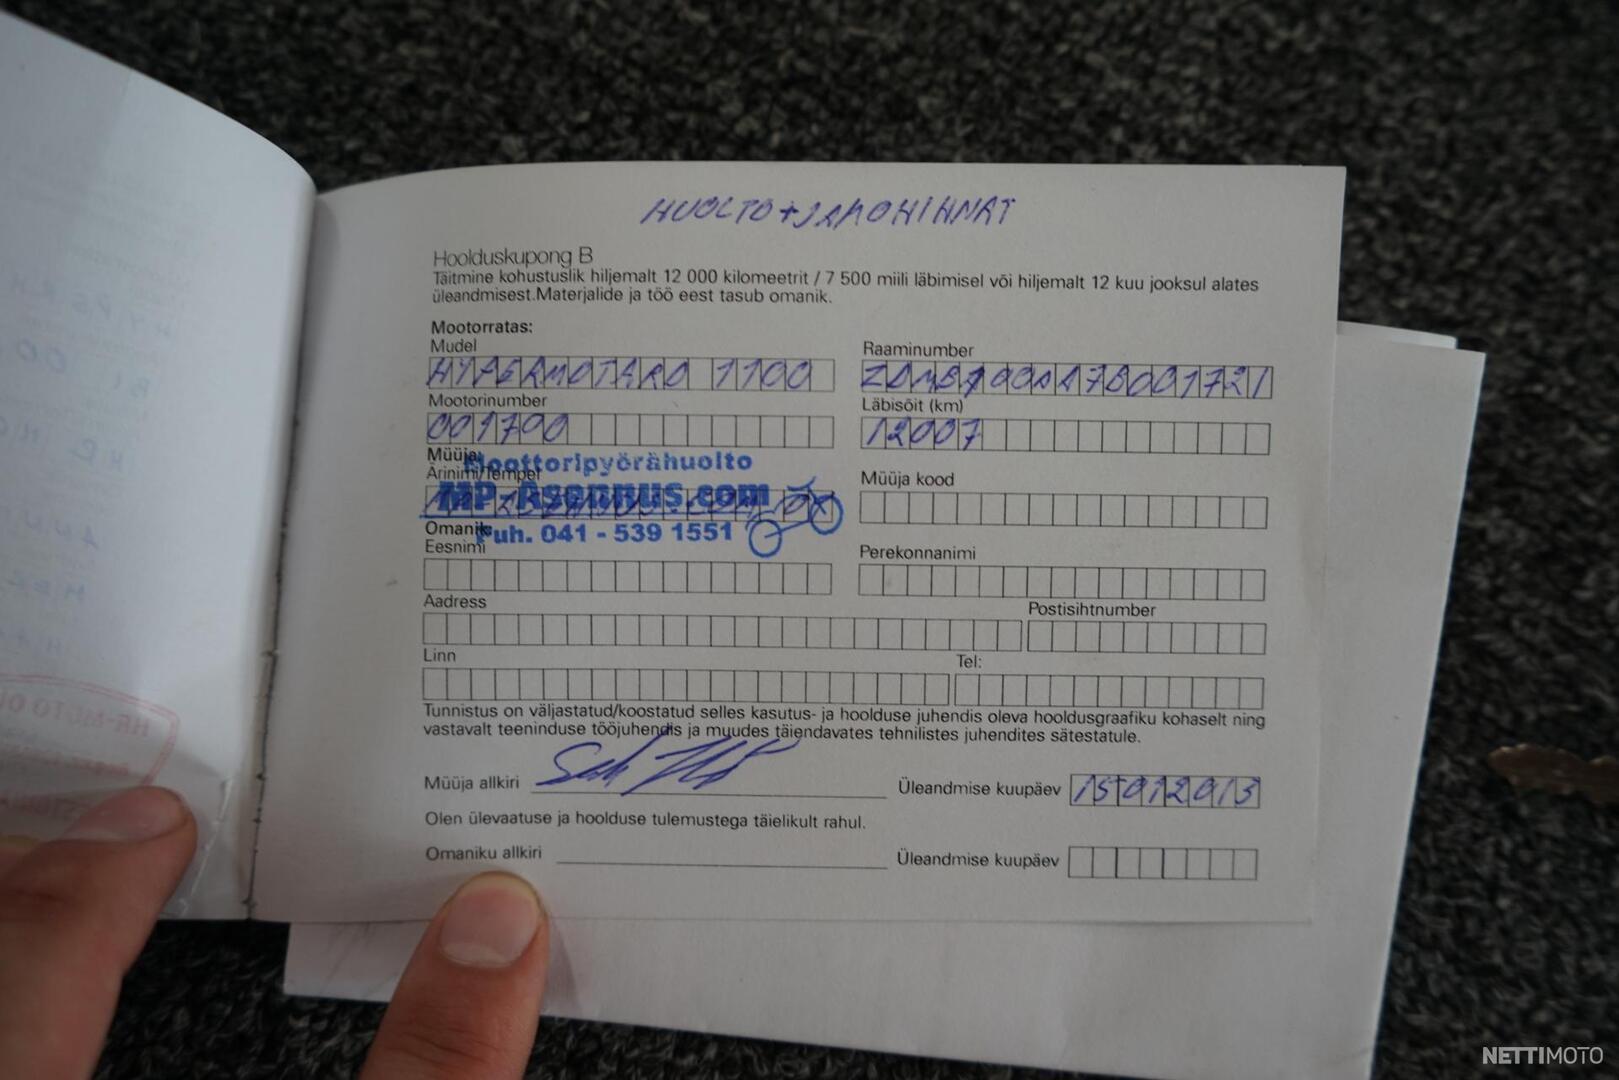 HUOLTO + JAKOHIHNAT
Hoolduskupong B
Täitmine kohustuslik hiljemalt 12 000 kilomeetrit / 7 500 miili läbimisel või hiljemalt 12 kuu jooksul alates
üleandmisest.Materjalide ja töö eest tasub omanik.
Mootorratas:
Mudel
HYPERMOTARD 1100
Raaminumber
Mootorinumber
001790
Läbisõit (km)
12007
Müüja:
Ärinimi/Tempel
Moottoripyörähuolto
MP-Asennus.com
Puh. 041 - 539 1551
Müüja kood
Omanik
Eesnimi
Perekonnanimi
Aadress
Postisihtnumber
Linn
Tel:
Tunnistus on väljastatud/koostatud selles kasutus- ja hoolduse juhendis oleva hooldusgraafiku kohaselt ning
vastavalt teeninduse tööjuhendis ja muudes täiendavates tehnilistes juhendites sätestatule.
Müüja allkiri
Üleandmise kuupäev
Olen ülevaatuse ja hoolduse tulemustega täielikult rahul.
Omaniku allkiri
Üleandmise kuupäev
NETTIMOTO